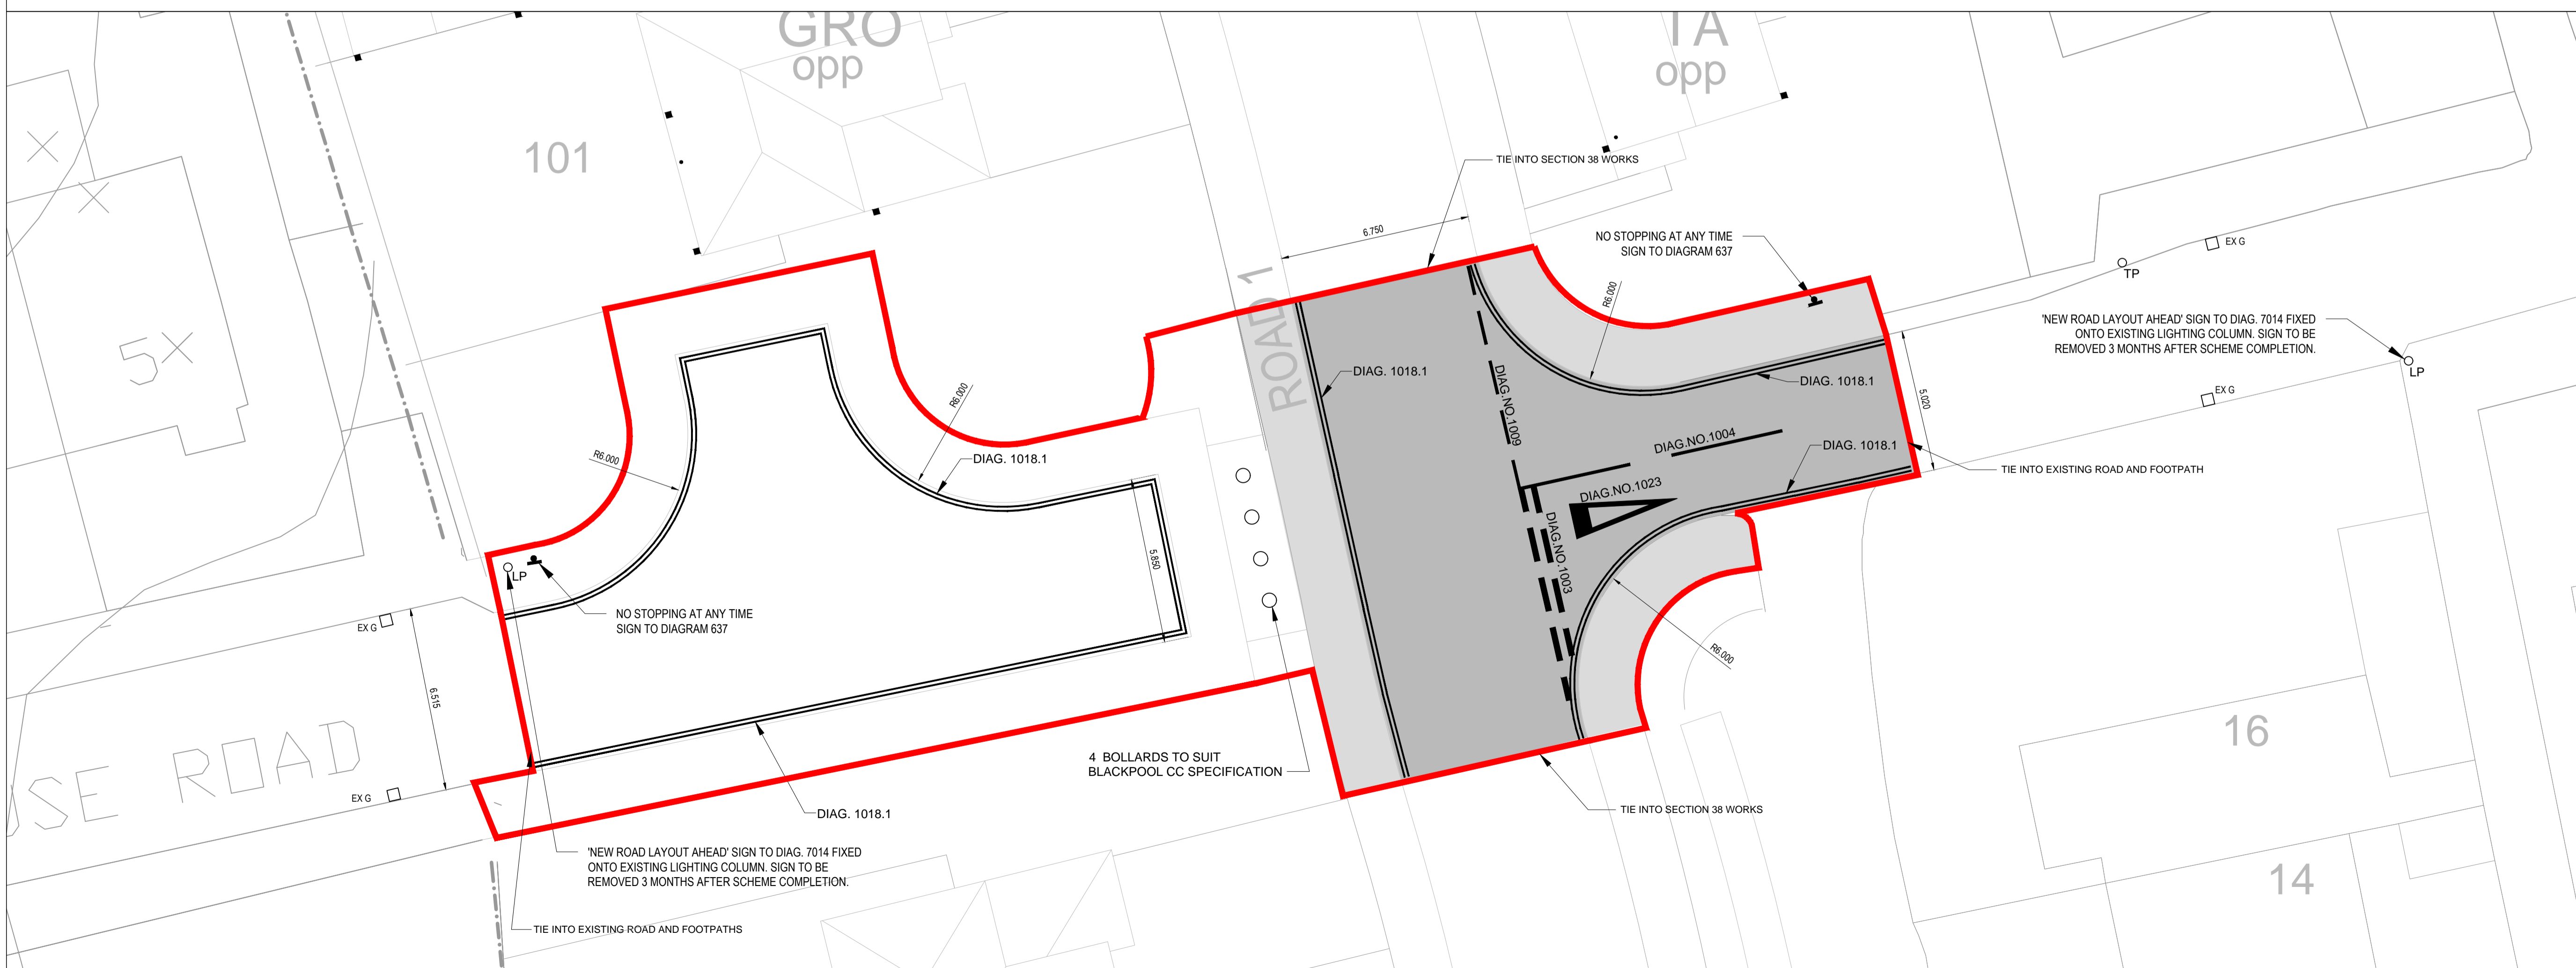 GRO
opp
TA
opp
101
TIE INTO SECTION 38 WORKS
6.750
NO STOPPING AT ANY TIME
SIGN TO DIAGRAM 637
EX G
TP
'NEW ROAD LAYOUT AHEAD' SIGN TO DIAG. 7014 FIXED
ONTO EXISTING LIGHTING COLUMN. SIGN TO BE
REMOVED 3 MONTHS AFTER SCHEME COMPLETION.
LP
EX G
5
R6.000
ROAD 1
DIAG. 1018.1
DIAG.NO.1009
R6.000
DIAG. 1018.1
5.020
R6.000
DIAG. 1018.1
DIAG.NO.1004
DIAG. 1018.1
TIE INTO EXISTING ROAD AND FOOTPATH
DIAG.NO.1023
DIAG.NO.1003
5.850
LP
NO STOPPING AT ANY TIME
SIGN TO DIAGRAM 637
EX G
6.515
R6.000
SE ROAD
EX G
4 BOLLARDS TO SUIT
BLACKPOOL CC SPECIFICATION
DIAG. 1018.1
TIE INTO SECTION 38 WORKS
16
14
'NEW ROAD LAYOUT AHEAD' SIGN TO DIAG. 7014 FIXED
ONTO EXISTING LIGHTING COLUMN. SIGN TO BE
REMOVED 3 MONTHS AFTER SCHEME COMPLETION.
TIE INTO EXISTING ROAD AND FOOTPATHS